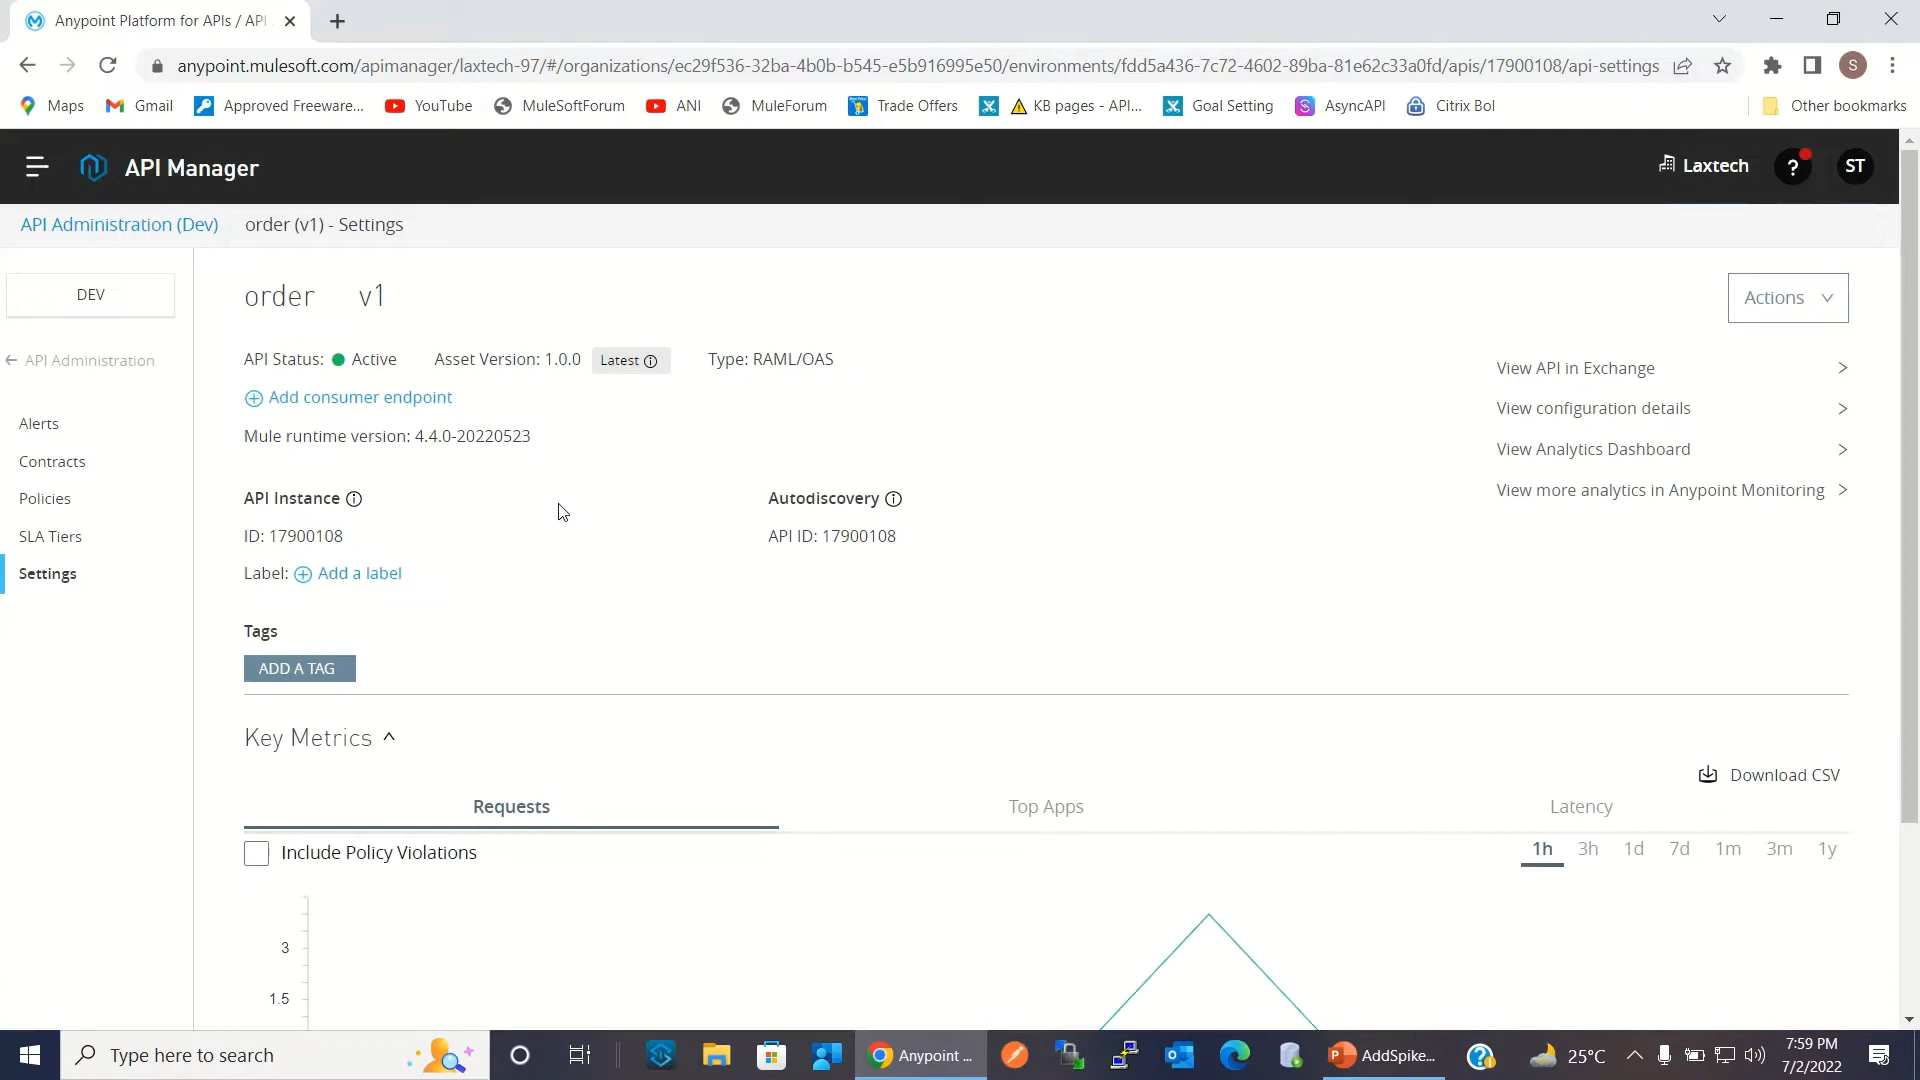 Anypoint Platform for APIs / API
anypoint.mulesoft.com/apimanager/laxtech-97/#/organizations/ec29f536-32ba-4b0b-b545-e5b916995e50/environments/fdd5a436-7c72-4602-89ba-81e62c33a0fd/apis/17900108/api-settings
S
Maps Gmail Approved Freeware... YouTube MuleSoftForum ANI MuleForum Trade Offers KB pages - API... Goal Setting AsyncAPI Citrix Bol Other bookmarks
API Manager
Laxtech
?
ST
API Administration (Dev) order (v1) - Settings
DEV
API Administration
Alerts
Contracts
Policies
SLA Tiers
Settings
order v1
Actions
API Status: Active Asset Version: 1.0.0 Latest Type: RAML/OAS
Add consumer endpoint
Mule runtime version: 4.4.0-20220523
View API in Exchange
View configuration details
View Analytics Dashboard
View more analytics in Anypoint Monitoring
API Instance
ID: 17900108
Label: Add a label
Autodiscovery
API ID: 17900108
Tags
ADD A TAG
Key Metrics
Download CSV
Requests Top Apps Latency
Include Policy Violations
1h 3h 1d 7d 1m 3m 1y
3
1.5
Type here to search
Anypoint ...
AddSpike...
25°C
7:59 PM
7/2/2022